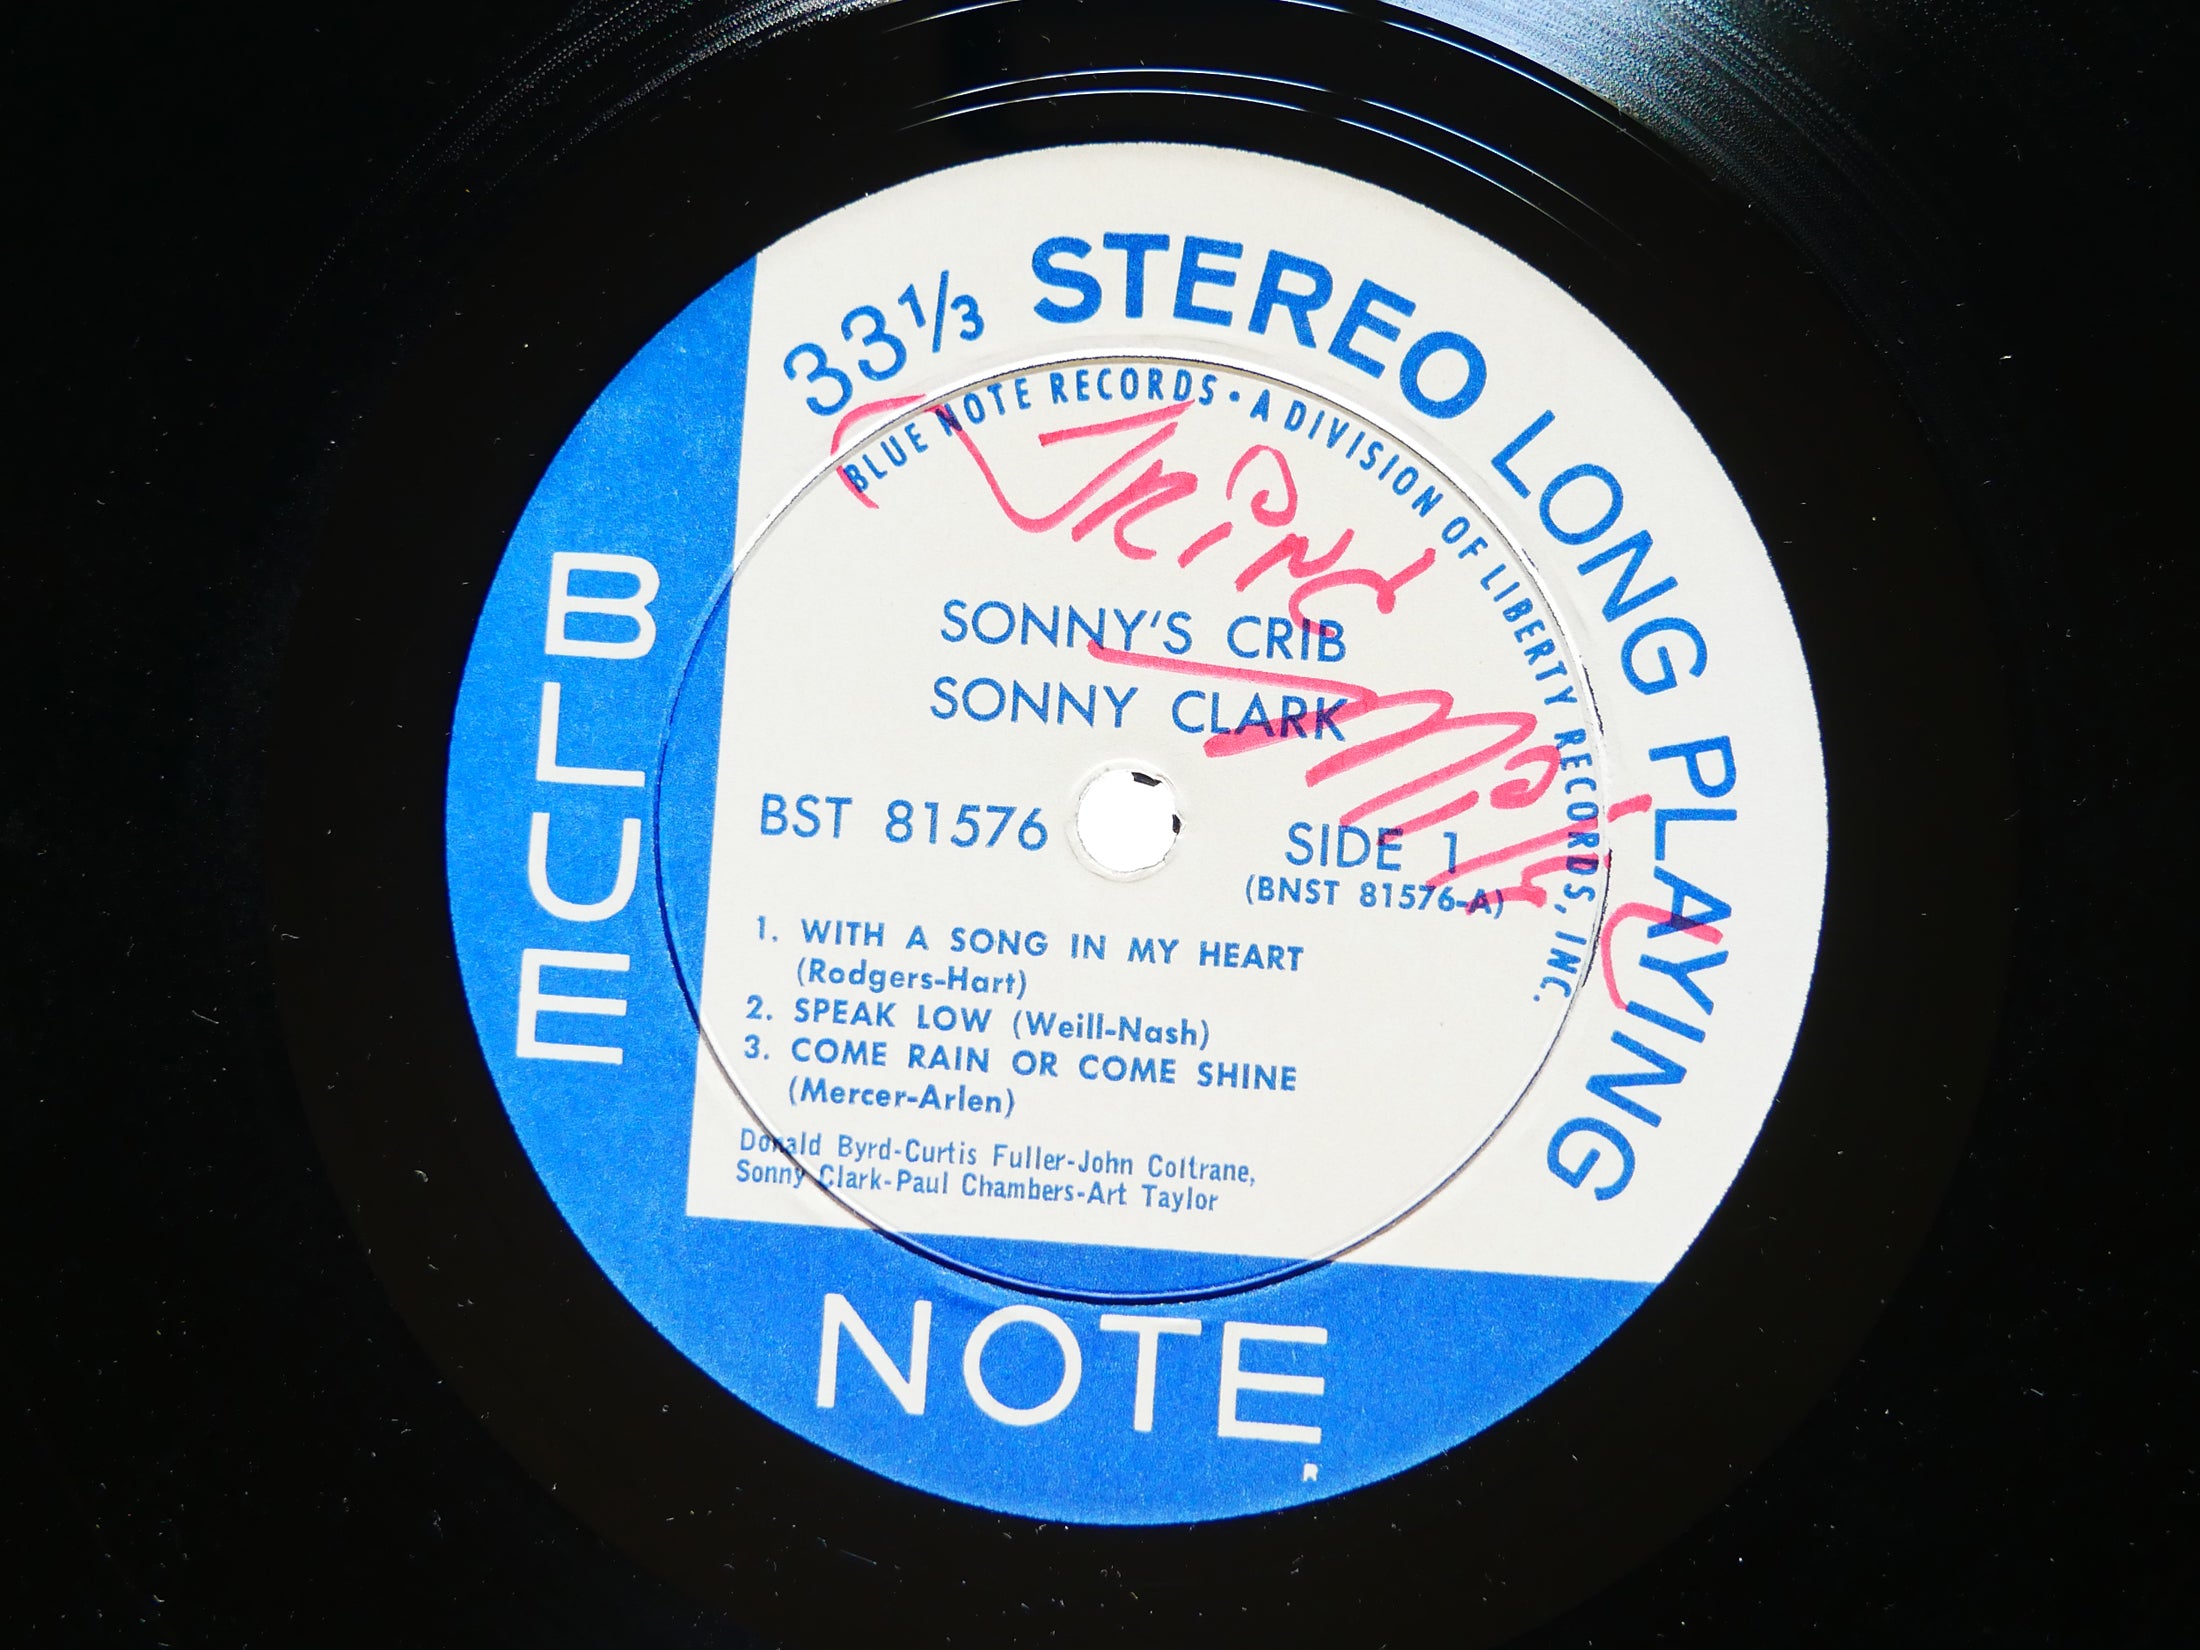 33 1/3 STEREO LONG PLAYING
BLUE NOTE RECORDS • A DIVISION OF LIBERTY RECORDS, INC.
SONNY'S CRIB
SONNY CLARK
BST 81576
SIDE 1
(BNST 81576-A)
1. WITH A SONG IN MY HEART
(Rodgers-Hart)
2. SPEAK LOW (Weill-Nash)
3. COME RAIN OR COME SHINE
(Mercer-Arlen)
Donald Byrd-Curtis Fuller-John Coltrane,
Sonny Clark-Paul Chambers-Art Taylor
BLUE
NOTE
R